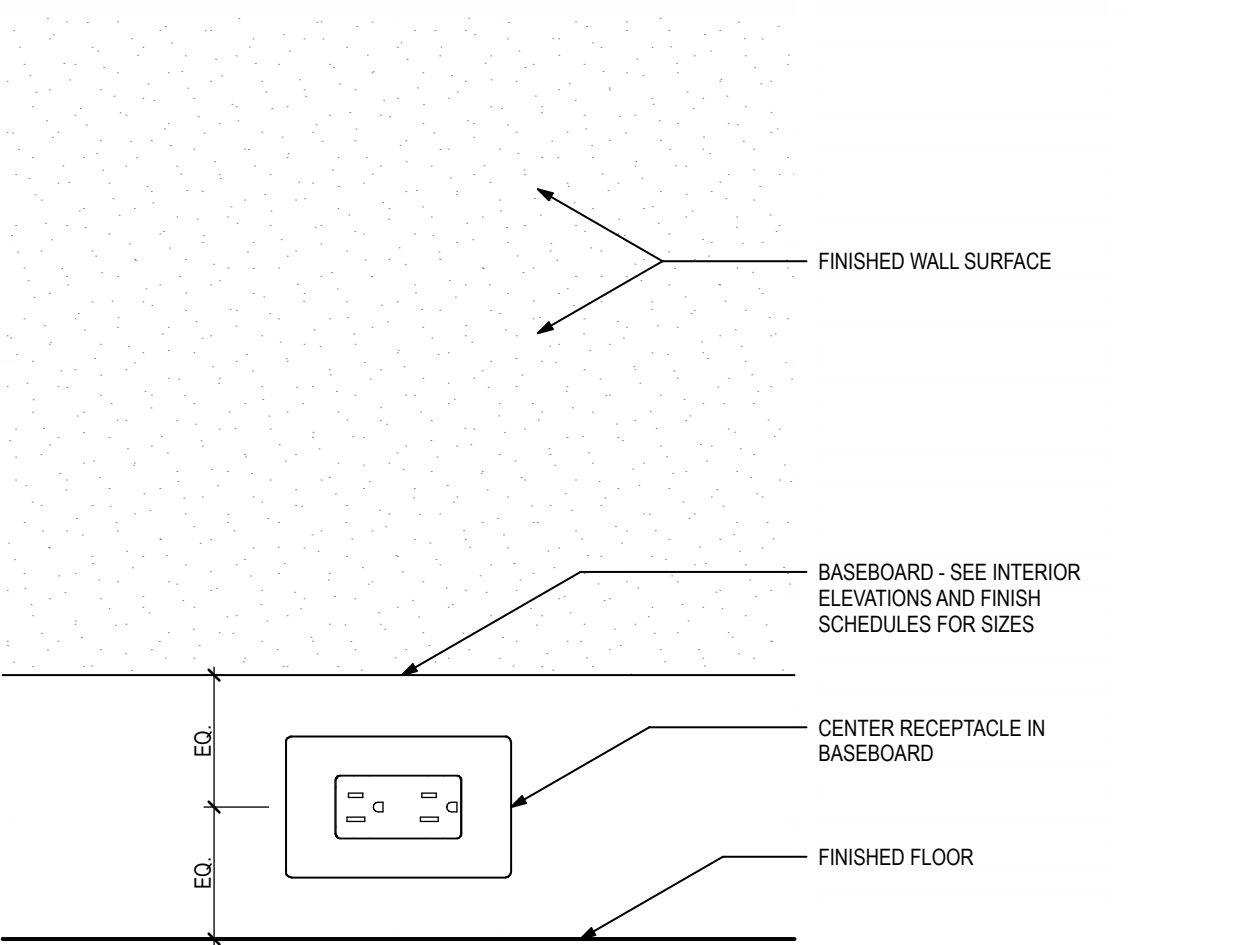 FINISHED WALL SURFACE
BASEBOARD - SEE INTERIOR
ELEVATIONS AND FINISH
SCHEDULES FOR SIZES
EQ.
CENTER RECEPTACLE IN
BASEBOARD
EQ.
FINISHED FLOOR